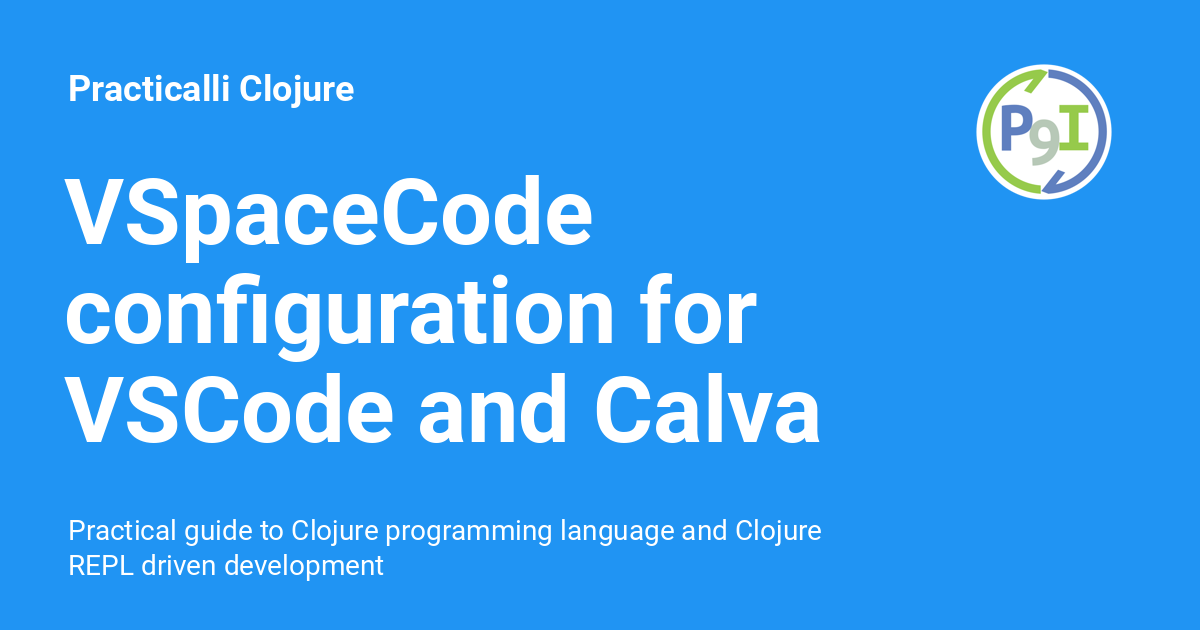 Practicalli Clojure
P9I
VSpaceCode
configuration for
VSCode and Calva
Practical guide to Clojure programming language and Clojure
REPL driven development